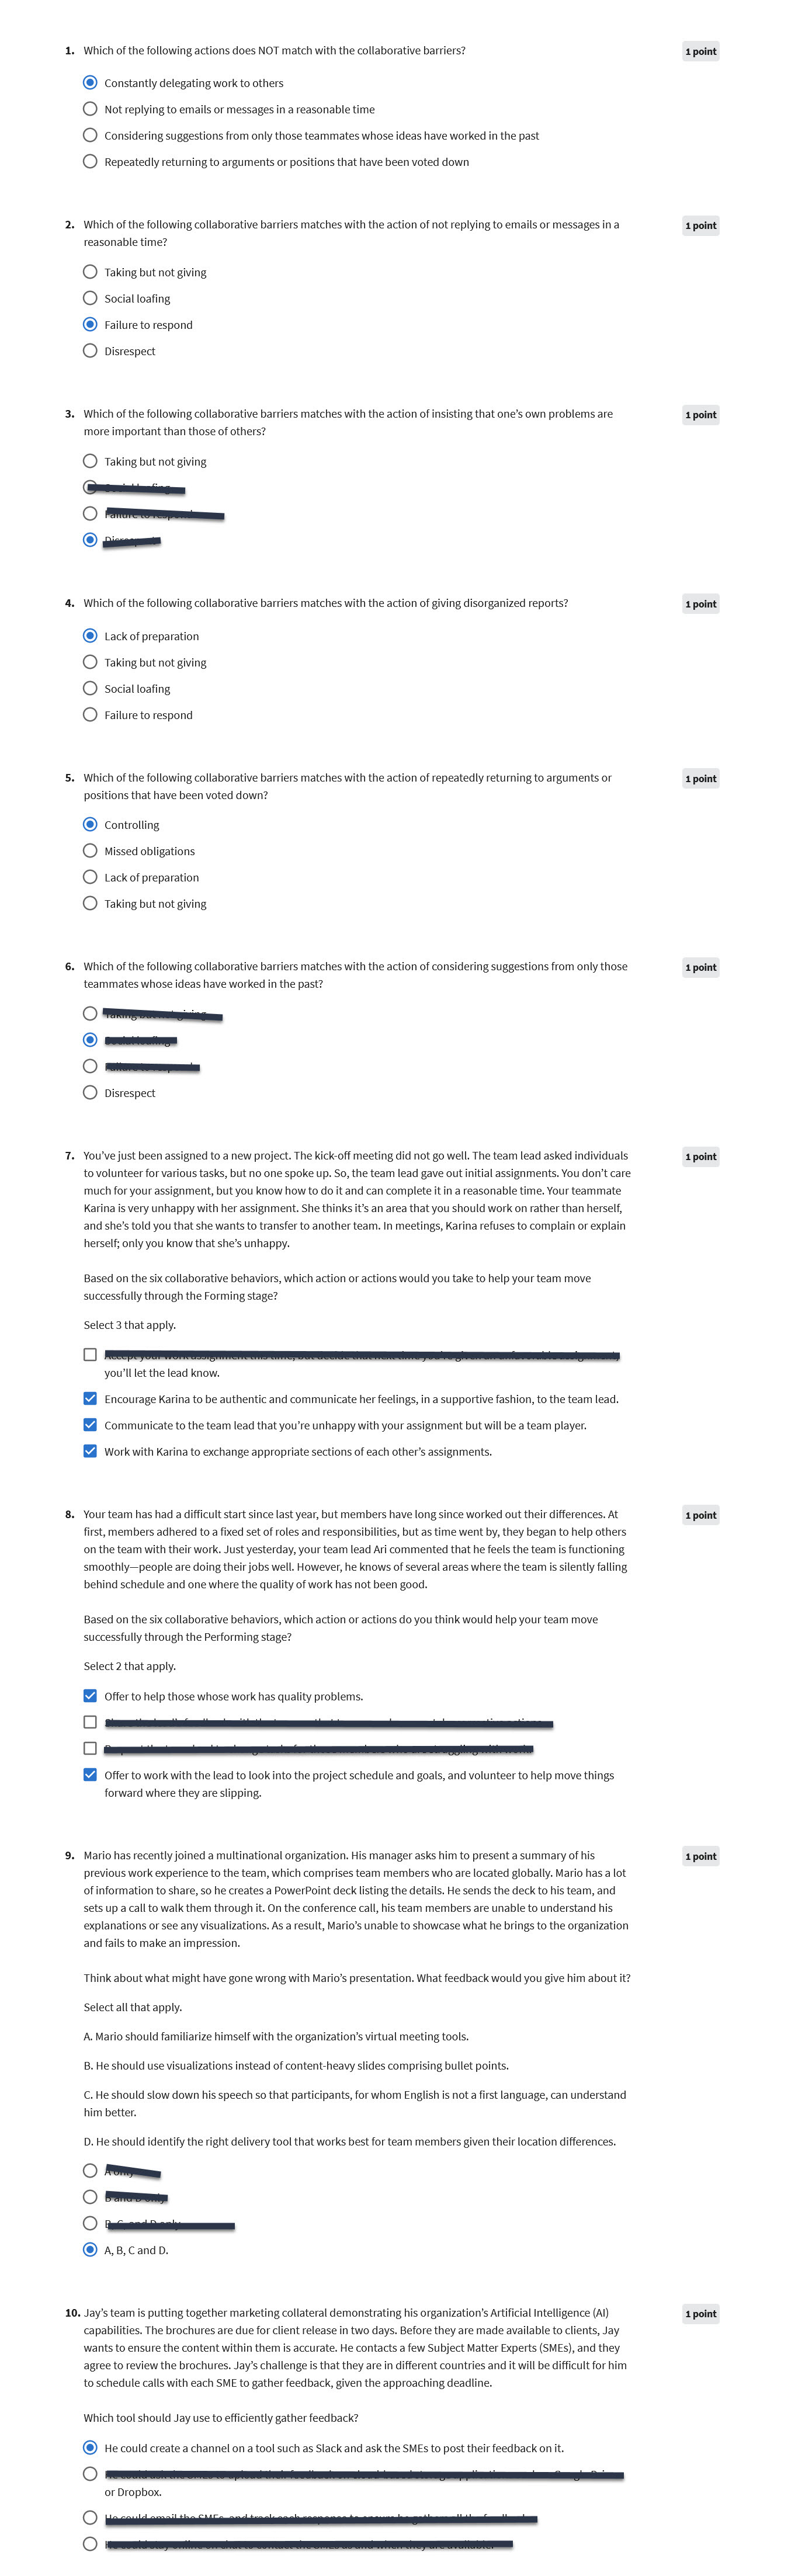 1. Which of the following actions does NOT match with the collaborative barriers?
1 point
Constantly delegating work to others
Not replying to emails or messages in a reasonable time
Considering suggestions from only those teammates whose ideas have worked in the past
Repeatedly returning to arguments or positions that have been voted down
2. Which of the following collaborative barriers matches with the action of not replying to emails or messages in a
reasonable time?
1 point
Taking but not giving
Social loafing
Failure to respond
Disrespect
3. Which of the following collaborative barriers matches with the action of insisting that one's own problems are
more important than those of others?
1 point
Taking but not giving
4. Which of the following collaborative barriers matches with the action of giving disorganized reports?
1 point
Lack of preparation
Taking but not giving
Social loafing
Failure to respond
5. Which of the following collaborative barriers matches with the action of repeatedly returning to arguments or
positions that have been voted down?
1 point
Controlling
Missed obligations
Lack of preparation
Taking but not giving
6. Which of the following collaborative barriers matches with the action of considering suggestions from only those
teammates whose ideas have worked in the past?
1 point
Disrespect
7. You've just been assigned to a new project. The kick-off meeting did not go well. The team lead asked individuals
to volunteer for various tasks, but no one spoke up. So, the team lead gave out initial assignments. You don't care
much for your assignment, but you know how to do it and can complete it in a reasonable time. Your teammate
Karina is very unhappy with her assignment. She thinks it's an area that you should work on rather than herself,
and she's told you that she wants to transfer to another team. In meetings, Karina refuses to complain or explain
herself; only you know that she's unhappy.
1 point
Based on the six collaborative behaviors, which action or actions would you take to help your team move
successfully through the Forming stage?
Select 3 that apply.
you'll let the lead know.
Encourage Karina to be authentic and communicate her feelings, in a supportive fashion, to the team lead.
Communicate to the team lead that you're unhappy with your assignment but will be a team player.
Work with Karina to exchange appropriate sections of each other's assignments.
8. Your team has had a difficult start since last year, but members have long since worked out their differences. At
first, members adhered to a fixed set of roles and responsibilities, but as time went by, they began to help others
on the team with their work. Just yesterday, your team lead Ari commented that he feels the team is functioning
smoothly—people are doing their jobs well. However, he knows of several areas where the team is silently falling
behind schedule and one where the quality of work has not been good.
1 point
Based on the six collaborative behaviors, which action or actions do you think would help your team move
successfully through the Performing stage?
Select 2 that apply.
Offer to help those whose work has quality problems.
Offer to work with the lead to look into the project schedule and goals, and volunteer to help move things
forward where they are slipping.
9. Mario has recently joined a multinational organization. His manager asks him to present a summary of his
previous work experience to the team, which comprises team members who are located globally. Mario has a lot
of information to share, so he creates a PowerPoint deck listing the details. He sends the deck to his team, and
sets up a call to walk them through it. On the conference call, his team members are unable to understand his
explanations or see any visualizations. As a result, Mario's unable to showcase what he brings to the organization
and fails to make an impression.
1 point
Think about what might have gone wrong with Mario's presentation. What feedback would you give him about it?
Select all that apply.
A. Mario should familiarize himself with the organization's virtual meeting tools.
B. He should use visualizations instead of content-heavy slides comprising bullet points.
C. He should slow down his speech so that participants, for whom English is not a first language, can understand
him better.
D. He should identify the right delivery tool that works best for team members given their location differences.
A, B, C and D.
10. Jay's team is putting together marketing collateral demonstrating his organization's Artificial Intelligence (AI)
capabilities. The brochures are due for client release in two days. Before they are made available to clients, Jay
wants to ensure the content within them is accurate. He contacts a few Subject Matter Experts (SMEs), and they
agree to review the brochures. Jay's challenge is that they are in different countries and it will be difficult for him
to schedule calls with each SME to gather feedback, given the approaching deadline.
1 point
Which tool should Jay use to efficiently gather feedback?
He could create a channel on a tool such as Slack and ask the SMEs to post their feedback on it.
or Dropbox.